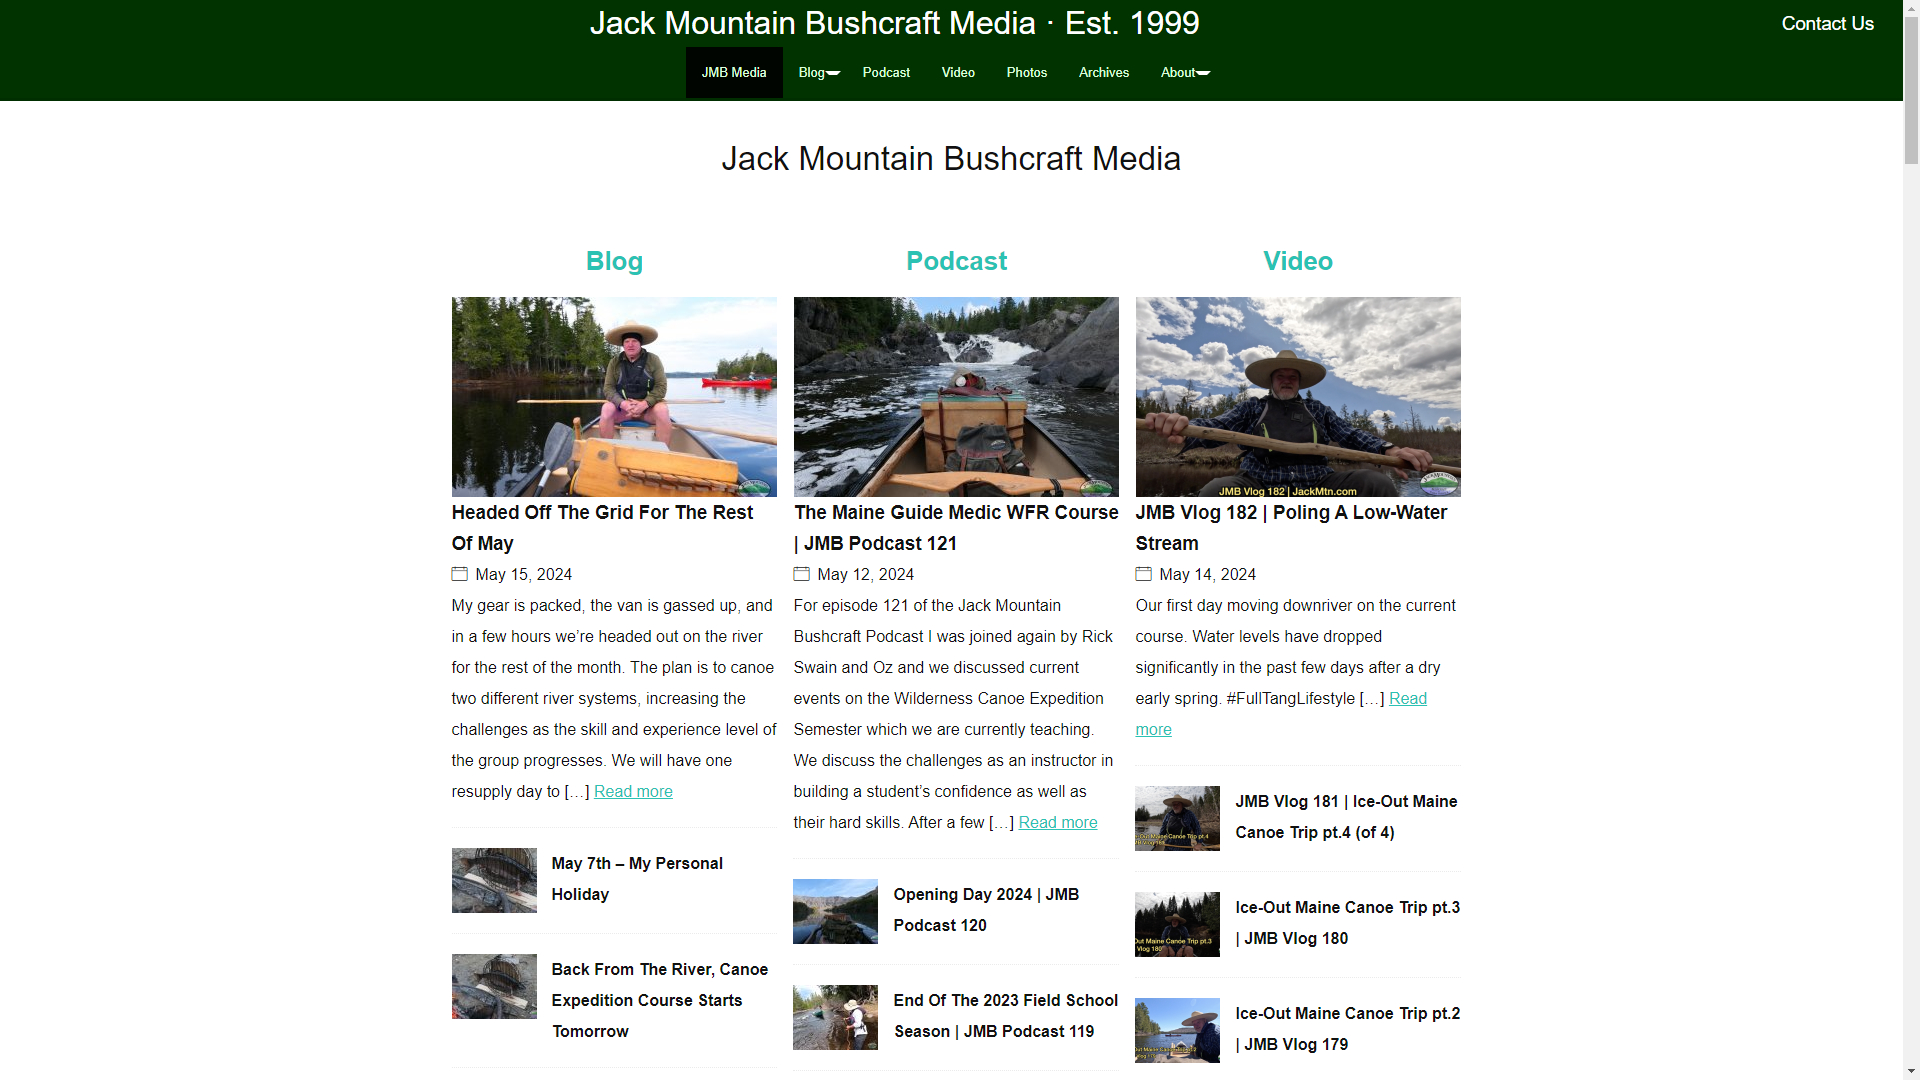 Jack Mountain Bushcraft Media · Est. 1999
Contact Us
JMB Media
Blog
Podcast
Video
Photos
Archives
About
Jack Mountain Bushcraft Media
Blog
Headed Off The Grid For The Rest
Of May
May 15, 2024
My gear is packed, the van is gassed up, and
in a few hours we’re headed out on the river
for the rest of the month. The plan is to canoe
two different river systems, increasing the
challenges as the skill and experience level of
the group progresses. We will have one
resupply day to […] Read more
May 7th – My Personal
Holiday
Back From The River, Canoe
Expedition Course Starts
Tomorrow
Podcast
The Maine Guide Medic WFR Course
| JMB Podcast 121
May 12, 2024
For episode 121 of the Jack Mountain
Bushcraft Podcast I was joined again by Rick
Swain and Oz and we discussed current
events on the Wilderness Canoe Expedition
Semester which we are currently teaching.
We discuss the challenges as an instructor in
building a student’s confidence as well as
their hard skills. After a few […] Read more
Opening Day 2024 | JMB
Podcast 120
End Of The 2023 Field School
Season | JMB Podcast 119
Video
JMB Vlog 182 | JackMtn.com
JMB Vlog 182 | Poling A Low-Water
Stream
May 14, 2024
Our first day moving downriver on the current
course. Water levels have dropped
significantly in the past few days after a dry
early spring. #FullTangLifestyle […] Read
more
JMB Vlog 181 | Ice-Out Maine
Canoe Trip pt.4 (of 4)
Ice-Out Maine Canoe Trip pt.3
| JMB Vlog 180
Ice-Out Maine Canoe Trip pt.2
| JMB Vlog 179